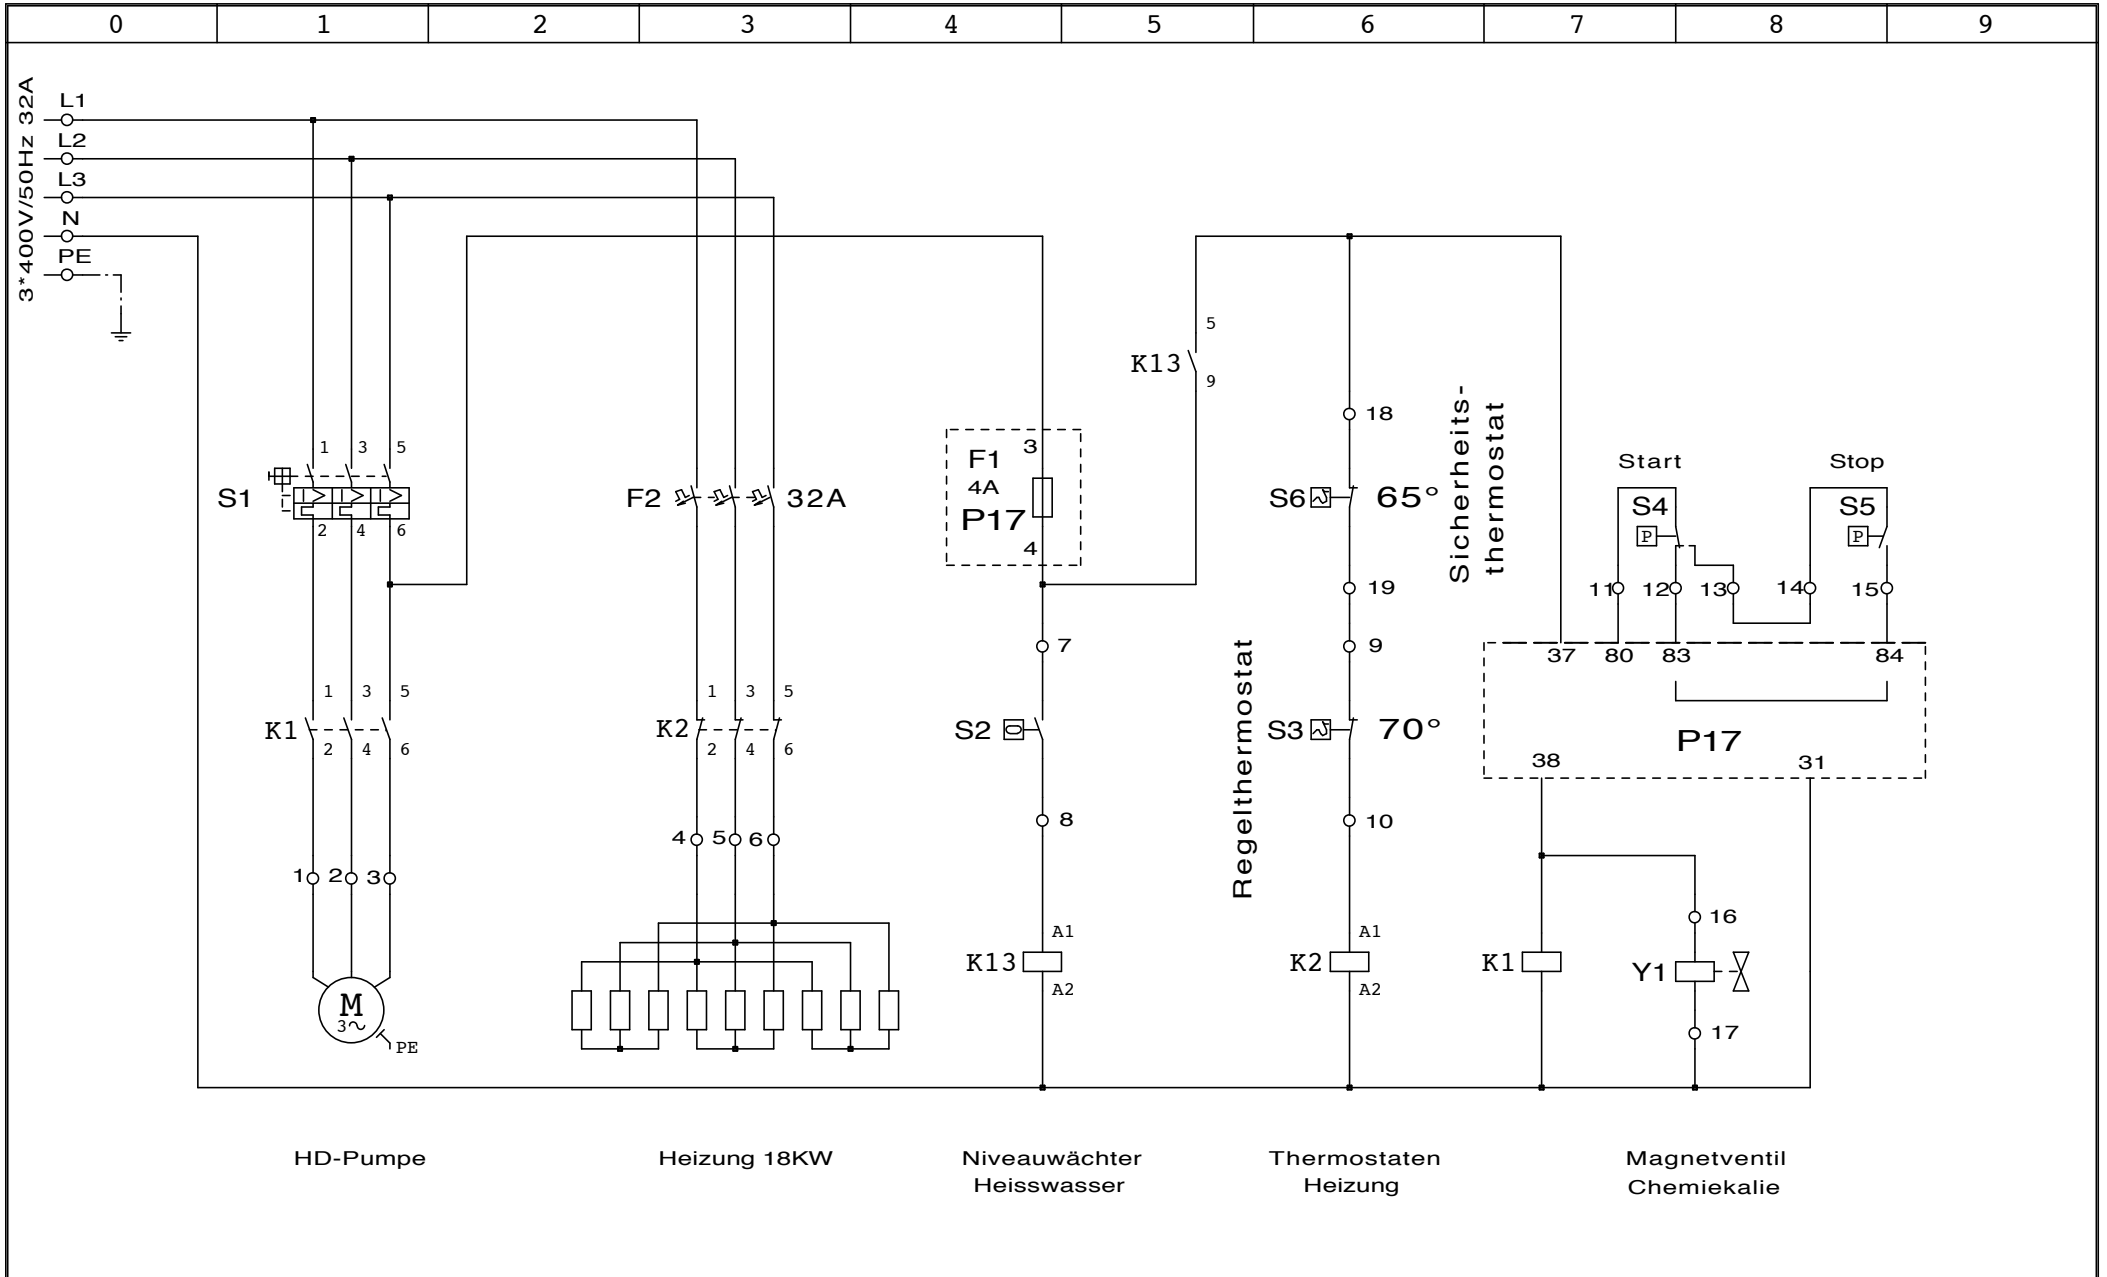 0 1 2 3 4 5 6 7 8 9
3*400V/50Hz 32A
L1
L2
L3
N
PE
5
K13
9
18
Sicherheits-
thermostat
1 3 5
S1
2 4 6
F2 32A
F1 3
4A
P17
4
S6 65°
Start Stop
S4 S5
P P
19
11 12 13 14 15
7
9
37 80 83 84
Regelthermostat
1 3 5
K1
2 4 6
1 3 5
K2
2 4 6
S2
S3 70°
P17
38 31
8
10
4 5 6
1 2 3
16
A1
K13
A2
A1
K2
A2
K1
Y1
17
M
3~
PE
HD-Pumpe
Heizung 18KW
Niveauwächter
Heisswasser
Thermostaten
Heizung
Magnetventil
Chemiekalie